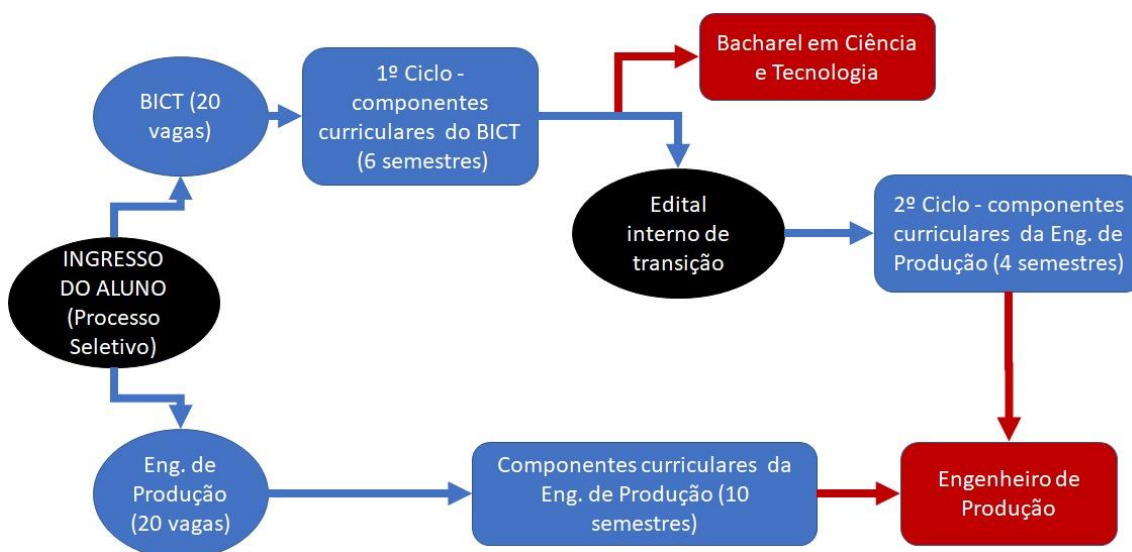 BICT (20
vagas)
1º Ciclo -
componentes
curriculares do BICT
(6 semestres)
Bacharel em Ciência
e Tecnologia
Edital
interno de
transição
2º Ciclo - componentes
curriculares da Eng. de
Produção (4 semestres)
INGRESSO
DO ALUNO
(Processo
Seletivo)
Eng. de
Produção
(20 vagas)
Componentes curriculares da
Eng. de Produção (10
semestres)
Engenheiro de
Produção